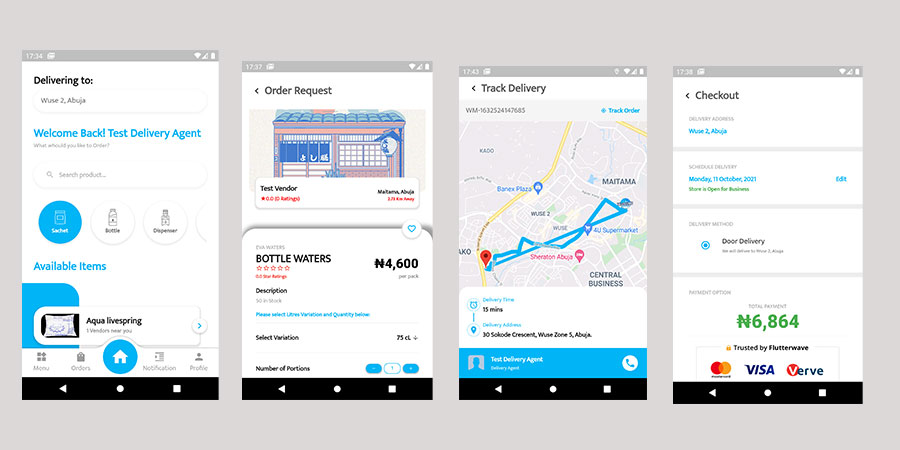 17:34
Delivering to:
Wuse 2, Abuja
Welcome Back! Test Delivery Agent
What whould you like to Order?
Search product...
Sachet
Bottle
Dispenser
Available Items
Aqua livespring
1 Vendors near you
Menu
Orders
Notification
Profile
17:37
Order Request
Test Vendor
Maitama, Abuja
0.0 (0 Ratings)
2.73 Km Away
EVA WATERS
BOTTLE WATERS
₦4,600
0.0 Star Ratings
per pack
Description
50 in Stock
Please select Litres Variation and Quantity below:
Select Variation
75 cL
Number of Portions
1
17:43
Track Delivery
WM-1632524147685
Track Order
KADO
Banex Plaza
MAITAMA
WUSE 2
4U Supermarket
AKO
Sheraton Abuja
CENTRAL
BUSINESS
Delivery Time
15 mins
Delivery Address
30 Sokode Crescent, Wuse Zone 5, Abuja.
Test Delivery Agent
Delivery Agent
17:38
Checkout
DELIVERY ADDRESS
Wuse 2, Abuja
SCHEDULE DELIVERY
Monday, 11 October, 2021
Edit
Store is Open for Business
DELIVERY METHOD
Door Delivery
We will deliver to Wuse 2, Abuja
PAYMENT OPTION
TOTAL PAYMENT
₦6,864
Trusted by Flutterwave
mastercard
VISA
Verve